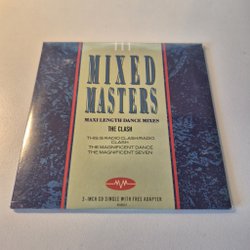 MIXED
MASTERS
MAXI LENGTH DANCE MIXES
THE CLASH
THIS IS RADIO CLASH/RADIO
CLASH
THE MAGNIFICENT DANCE
THE MAGNIFICENT SEVEN
3-INCH CD SINGLE WITH FREE ADAPTER